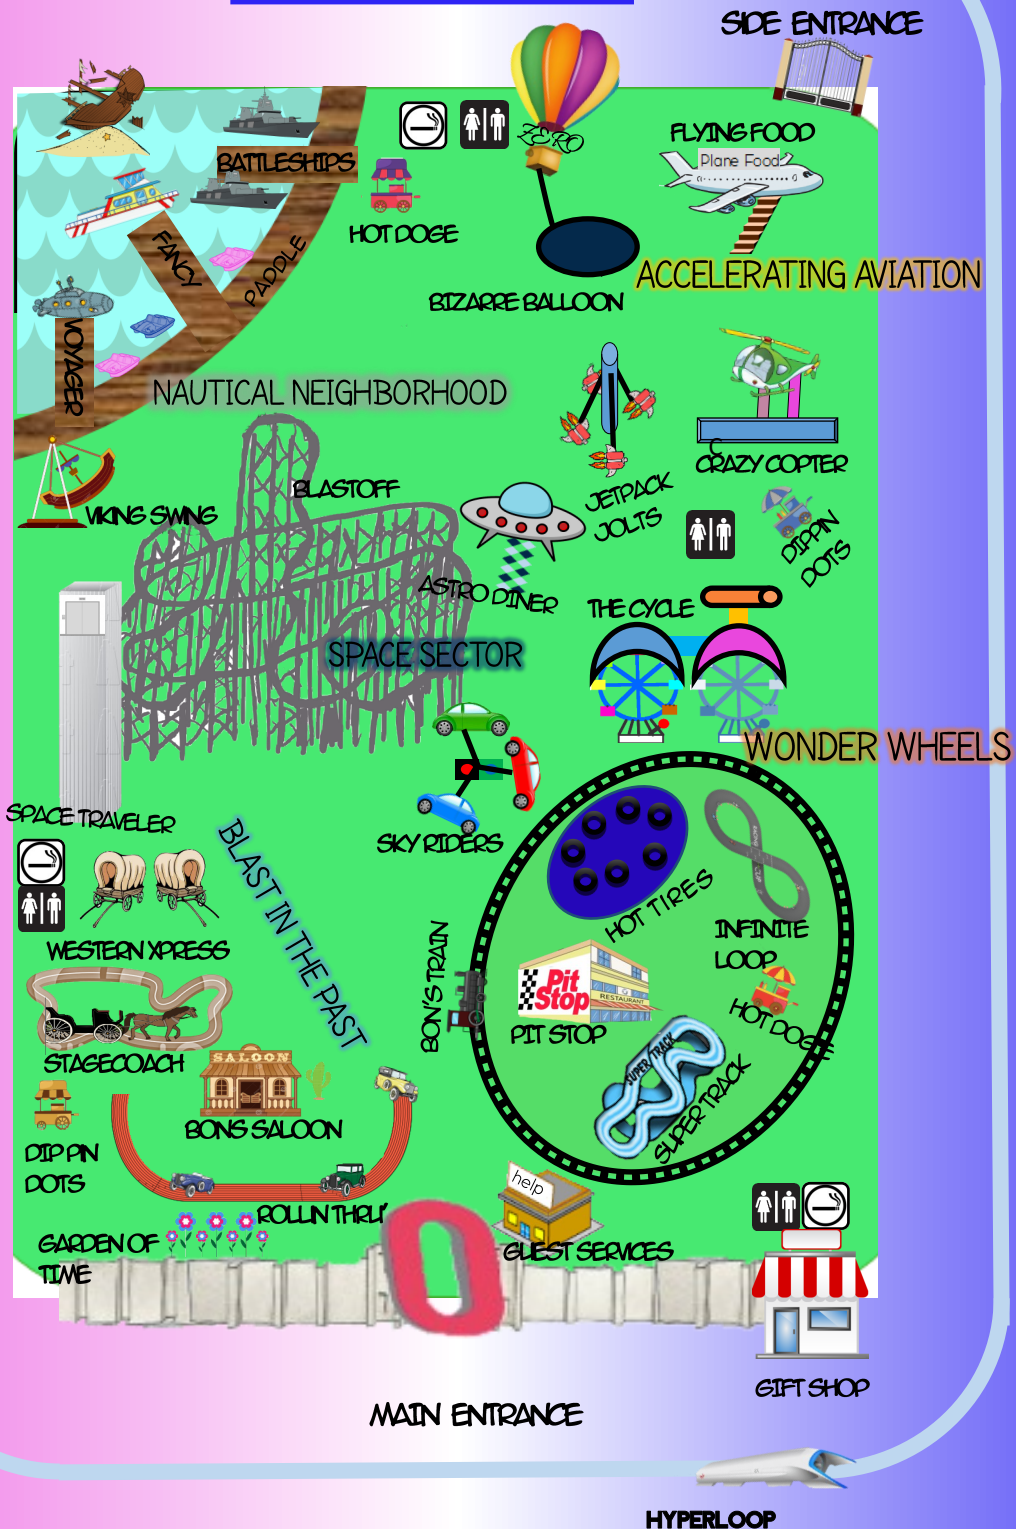 SIDE ENTRANCE
ZERO
FLYING FOOD
Plane Food
BATTLESHIPS
HOT DOGE
FANCY
PADDLE
ACCELERATING AVIATION
BIZARRE BALLOON
VOYAGER
NAUTICAL NEIGHBORHOOD
C
CRAZY COPTER
BLASTOFF
JETPACK
JOLTS
VIKING SWING
DIPPIN
DOTS
ASTRO DINER
THE CYCLE
SPACE SECTOR
WONDER WHEELS
SPACE TRAVELER
SKY RIDERS
BLAST IN THE PAST
HOT TIRES
INFINITE
LOOP
WESTERN XPRESS
BON'S TRAIN
Pit
Stop
RESTAURANT
PIT STOP
HOT DOGE
STAGECOACH
SALOON
SUPER TRACK
SUPER TRACK
BONS SALOON
DIP PIN
DOTS
help
ROLLIN THRU
GARDEN OF
TIME
GUEST SERVICES
O
GIFT SHOP
MAIN ENTRANCE
HYPERLOOP